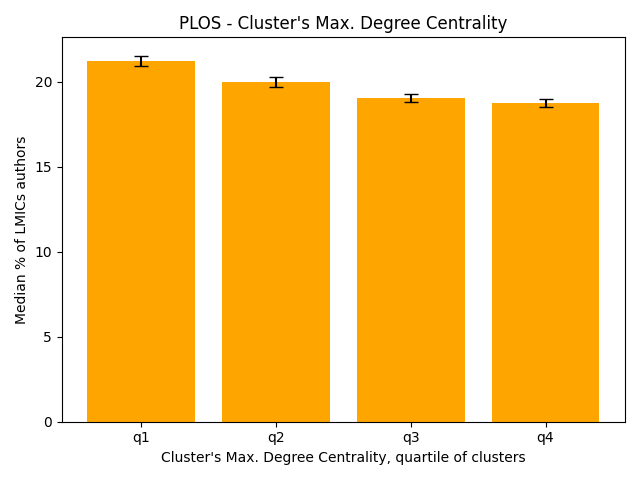 PLOS - Cluster's Max. Degree Centrality
Median % of LMICs authors
20
15
10
5
0
q1 q2 q3 q4
Cluster's Max. Degree Centrality, quartile of clusters